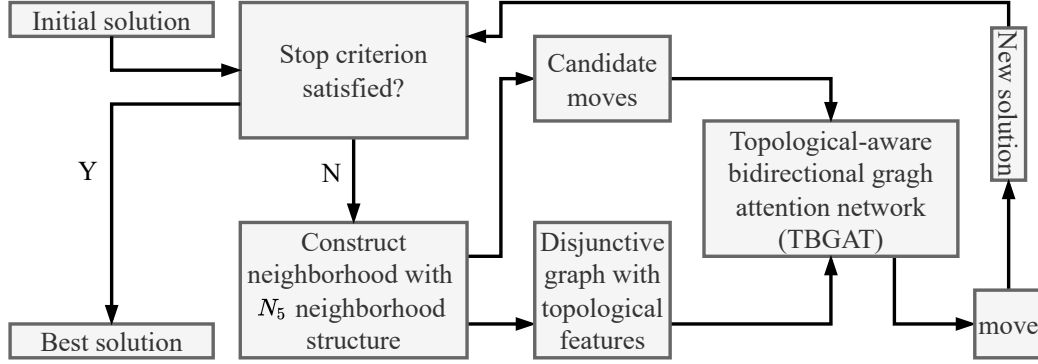 Initial solution
Stop criterion
satisfied?
Candidate
moves
New solution
Topological-aware
bidirectional gragh
attention network
(TBGAT)
Y
N
Construct
neighborhood with
N₅ neighborhood
structure
Disjunctive
graph with
topological
features
move
Best solution